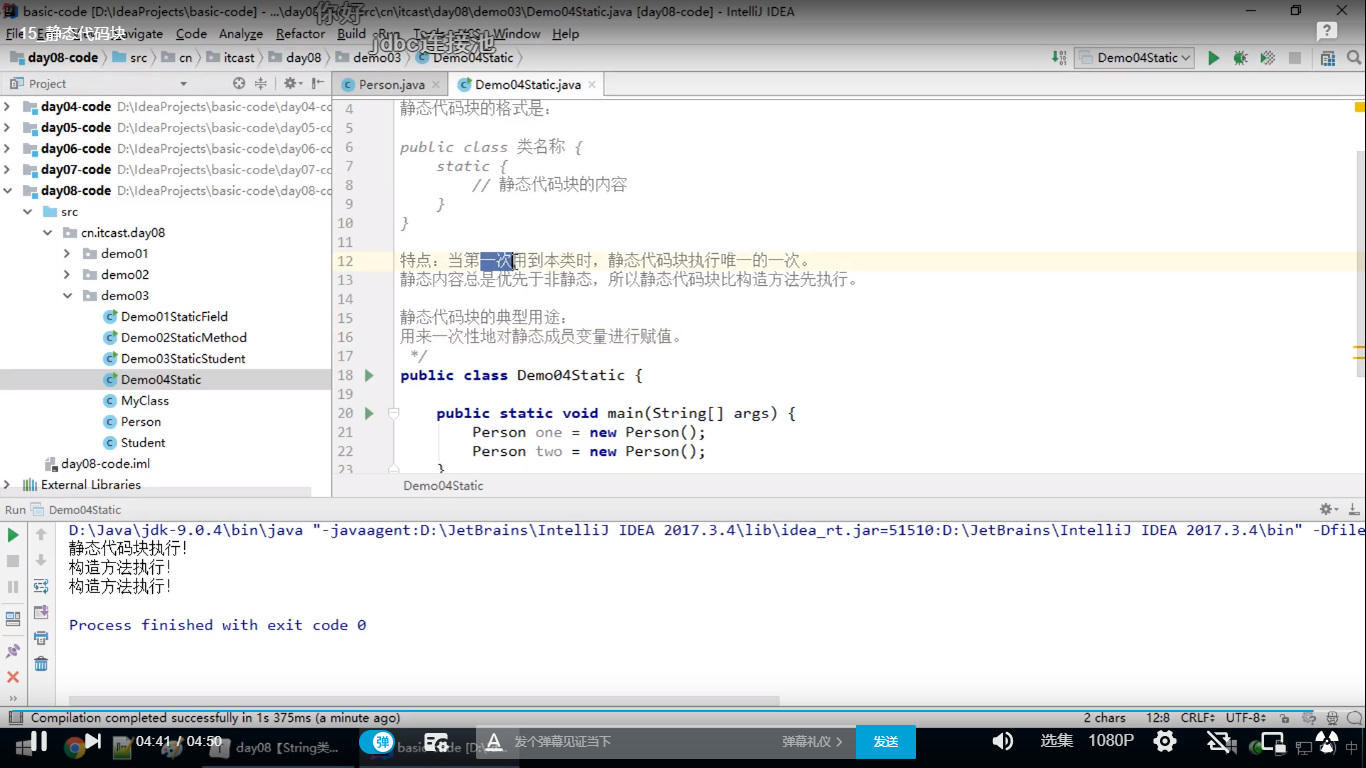 basic-code [D:\IdeaProjects\basic-code] - ...\day08\src\cn\itcast\day08\demo03\Demo04Static.java [day08-code] - IntelliJ IDEA
你好
15_静态代码块
Navigate Code Analyze Refactor Build Run Tools Window Help
jdbc连接池
day08-code src cn itcast day08 demo03 Demo04Static
Demo04Static
Project
Person.java
Demo04Static.java
day04-code D:\IdeaProjects\basic-code\day04-cc
day05-code D:\IdeaProjects\basic-code\day05-cc
day06-code D:\IdeaProjects\basic-code\day06-cc
day07-code D:\IdeaProjects\basic-code\day07-cc
day08-code D:\IdeaProjects\basic-code\day08-cc
src
cn.itcast.day08
demo01
demo02
demo03
Demo01StaticField
Demo02StaticMethod
Demo03StaticStudent
Demo04Static
MyClass
Person
Student
day08-code.iml
External Libraries
4 静态代码块的格式是:
5
6 public class 类名称 {
7 static {
8 // 静态代码块的内容
9 }
10 }
11
12 特点:当第一次用到本类时,静态代码块执行唯一的一次。
13 静态内容总是优先于非静态,所以静态代码块比构造方法先执行。
14
15 静态代码块的典型用途:
16 用来一次性地对静态成员变量进行赋值。
17 */
18 public class Demo04Static {
19
20 public static void main(String[] args) {
21 Person one = new Person();
22 Person two = new Person();
23 }
Demo04Static
Run Demo04Static
D:\Java\jdk-9.0.4\bin\java "-javaagent:D:\JetBrains\IntelliJ IDEA 2017.3.4\lib\idea_rt.jar=51510:D:\JetBrains\IntelliJ IDEA 2017.3.4\bin" -Dfile
静态代码块执行!
构造方法执行!
构造方法执行!
Process finished with exit code 0
Compilation completed successfully in 1s 375ms (a minute ago)
2 chars 12:8 CRLF UTF-8
04:41 / 04:50
day08【String类...
弹
A 发个弹幕见证当下
弹幕礼仪
发送
选集 1080P
中